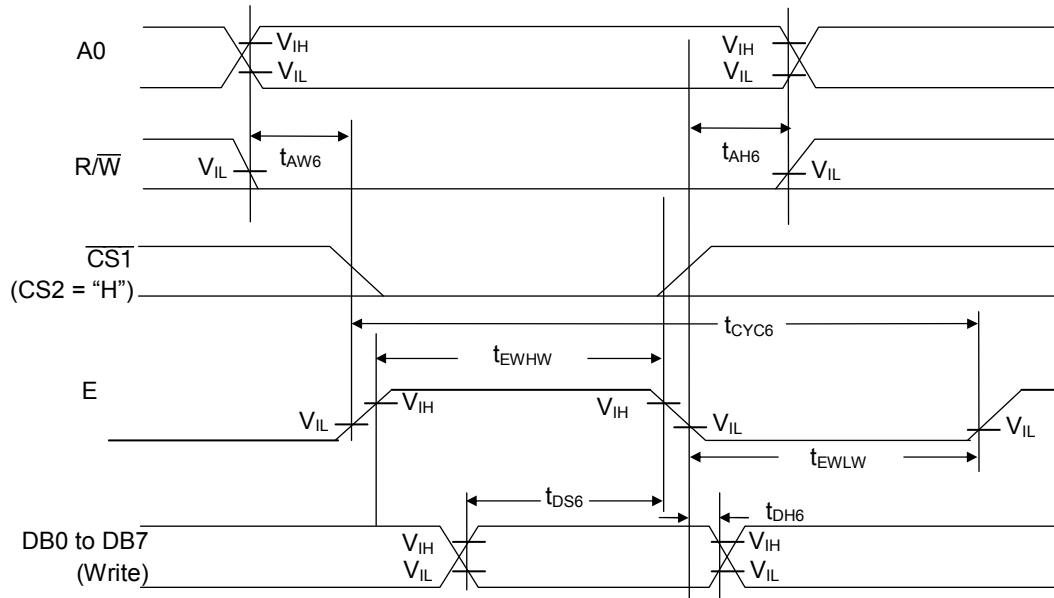 A0
V_IH
V_IL
V_IH
V_IL
t_AW6
t_AH6
R/W̅
V_IL
V_IL
C̅S̅1̅
(CS2 = “H”)
t_CYC6
t_EWHW
E
V_IL
V_IH
V_IH
V_IL
V_IL
t_EWLW
t_DS6
t_DH6
DB0 to DB7
(Write)
V_IH
V_IL
V_IH
V_IL